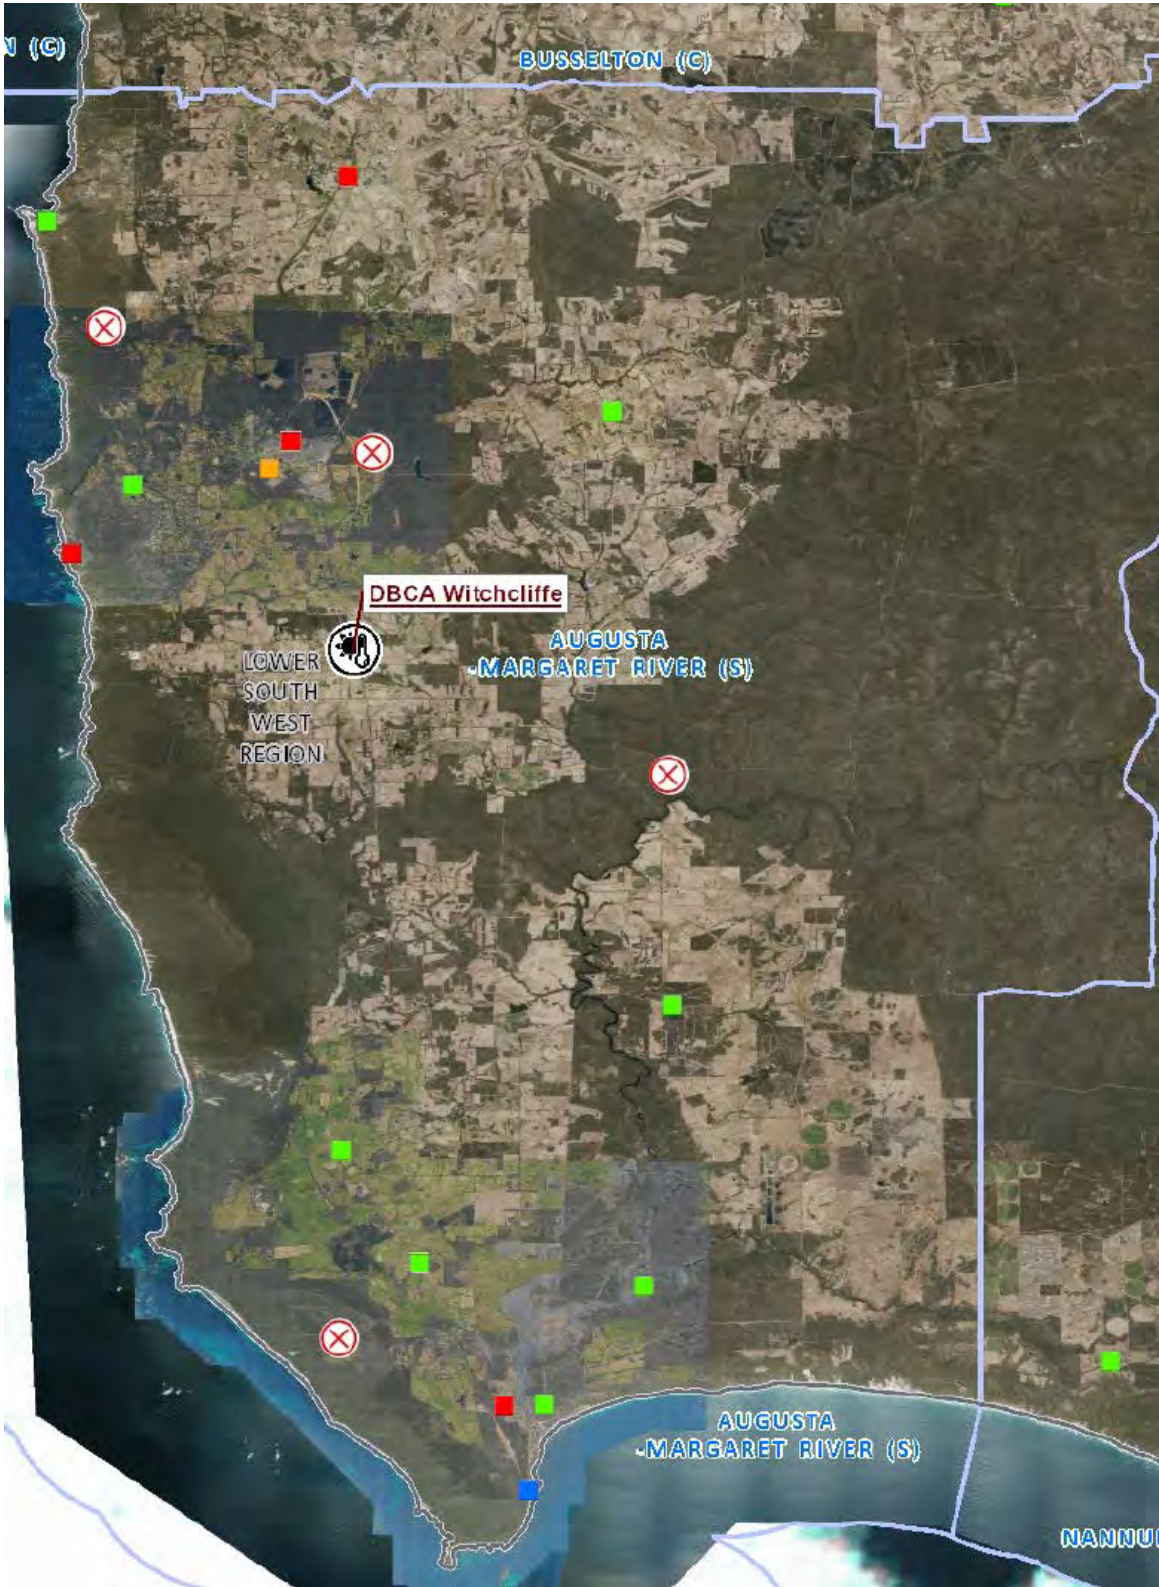 N (C)
BUSSELTON (C)
DBCA Witchcliffe
AUGUSTA
-MARGARET RIVER (S)
LOWER
SOUTH
WEST
REGION
AUGUSTA
-MARGARET RIVER (S)
NANNU